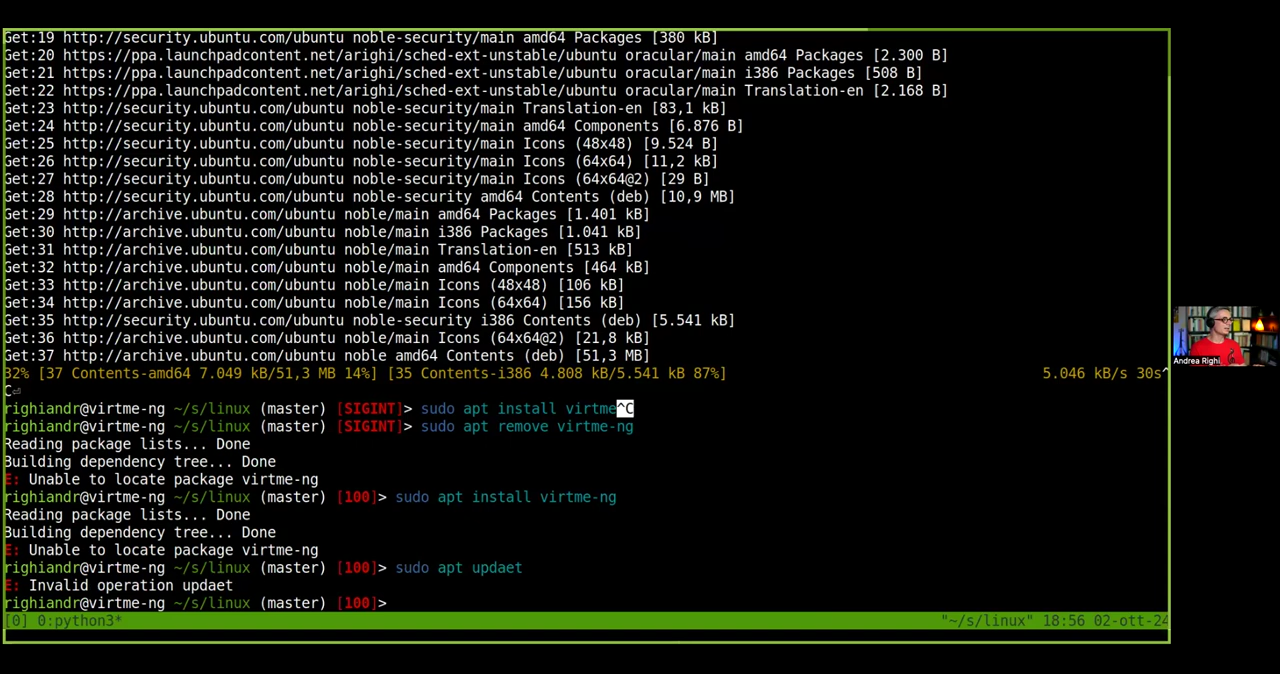 Get:19 http://security.ubuntu.com/ubuntu noble-security/main amd64 Packages [380 kB]
Get:20 https://ppa.launchpadcontent.net/arighi/sched-ext-unstable/ubuntu oracular/main amd64 Packages [2.300 B]
Get:21 https://ppa.launchpadcontent.net/arighi/sched-ext-unstable/ubuntu oracular/main i386 Packages [508 B]
Get:22 https://ppa.launchpadcontent.net/arighi/sched-ext-unstable/ubuntu oracular/main Translation-en [2.168 B]
Get:23 http://security.ubuntu.com/ubuntu noble-security/main Translation-en [83,1 kB]
Get:24 http://security.ubuntu.com/ubuntu noble-security/main amd64 Components [6.876 B]
Get:25 http://security.ubuntu.com/ubuntu noble-security/main Icons (48x48) [9.524 B]
Get:26 http://security.ubuntu.com/ubuntu noble-security/main Icons (64x64) [11,2 kB]
Get:27 http://security.ubuntu.com/ubuntu noble-security/main Icons (64x64@2) [29 B]
Get:28 http://security.ubuntu.com/ubuntu noble-security amd64 Contents (deb) [10,9 MB]
Get:29 http://archive.ubuntu.com/ubuntu noble/main amd64 Packages [1.401 kB]
Get:30 http://archive.ubuntu.com/ubuntu noble/main i386 Packages [1.041 kB]
Get:31 http://archive.ubuntu.com/ubuntu noble/main Translation-en [513 kB]
Get:32 http://archive.ubuntu.com/ubuntu noble/main amd64 Components [464 kB]
Get:33 http://archive.ubuntu.com/ubuntu noble/main Icons (48x48) [106 kB]
Get:34 http://archive.ubuntu.com/ubuntu noble/main Icons (64x64) [156 kB]
Get:35 http://security.ubuntu.com/ubuntu noble-security i386 Contents (deb) [5.541 kB]
Get:36 http://archive.ubuntu.com/ubuntu noble/main Icons (64x64@2) [21,8 kB]
Get:37 http://archive.ubuntu.com/ubuntu noble amd64 Contents (deb) [51,3 MB]
32% [37 Contents-amd64 7.049 kB/51,3 MB 14%] [35 Contents-i386 4.808 kB/5.541 kB 87%] 5.046 kB/s 30s^
C⏎
righiandr@virtme-ng ~/s/linux (master) [SIGINT]> sudo apt install virtme^C
righiandr@virtme-ng ~/s/linux (master) [SIGINT]> sudo apt remove virtme-ng
Reading package lists... Done
Building dependency tree... Done
E: Unable to locate package virtme-ng
righiandr@virtme-ng ~/s/linux (master) [100]> sudo apt install virtme-ng
Reading package lists... Done
Building dependency tree... Done
E: Unable to locate package virtme-ng
righiandr@virtme-ng ~/s/linux (master) [100]> sudo apt updaet
E: Invalid operation updaet
righiandr@virtme-ng ~/s/linux (master) [100]>
[0] 0:python3* "~/s/linux" 18:56 02-ott-24
Andrea Righi